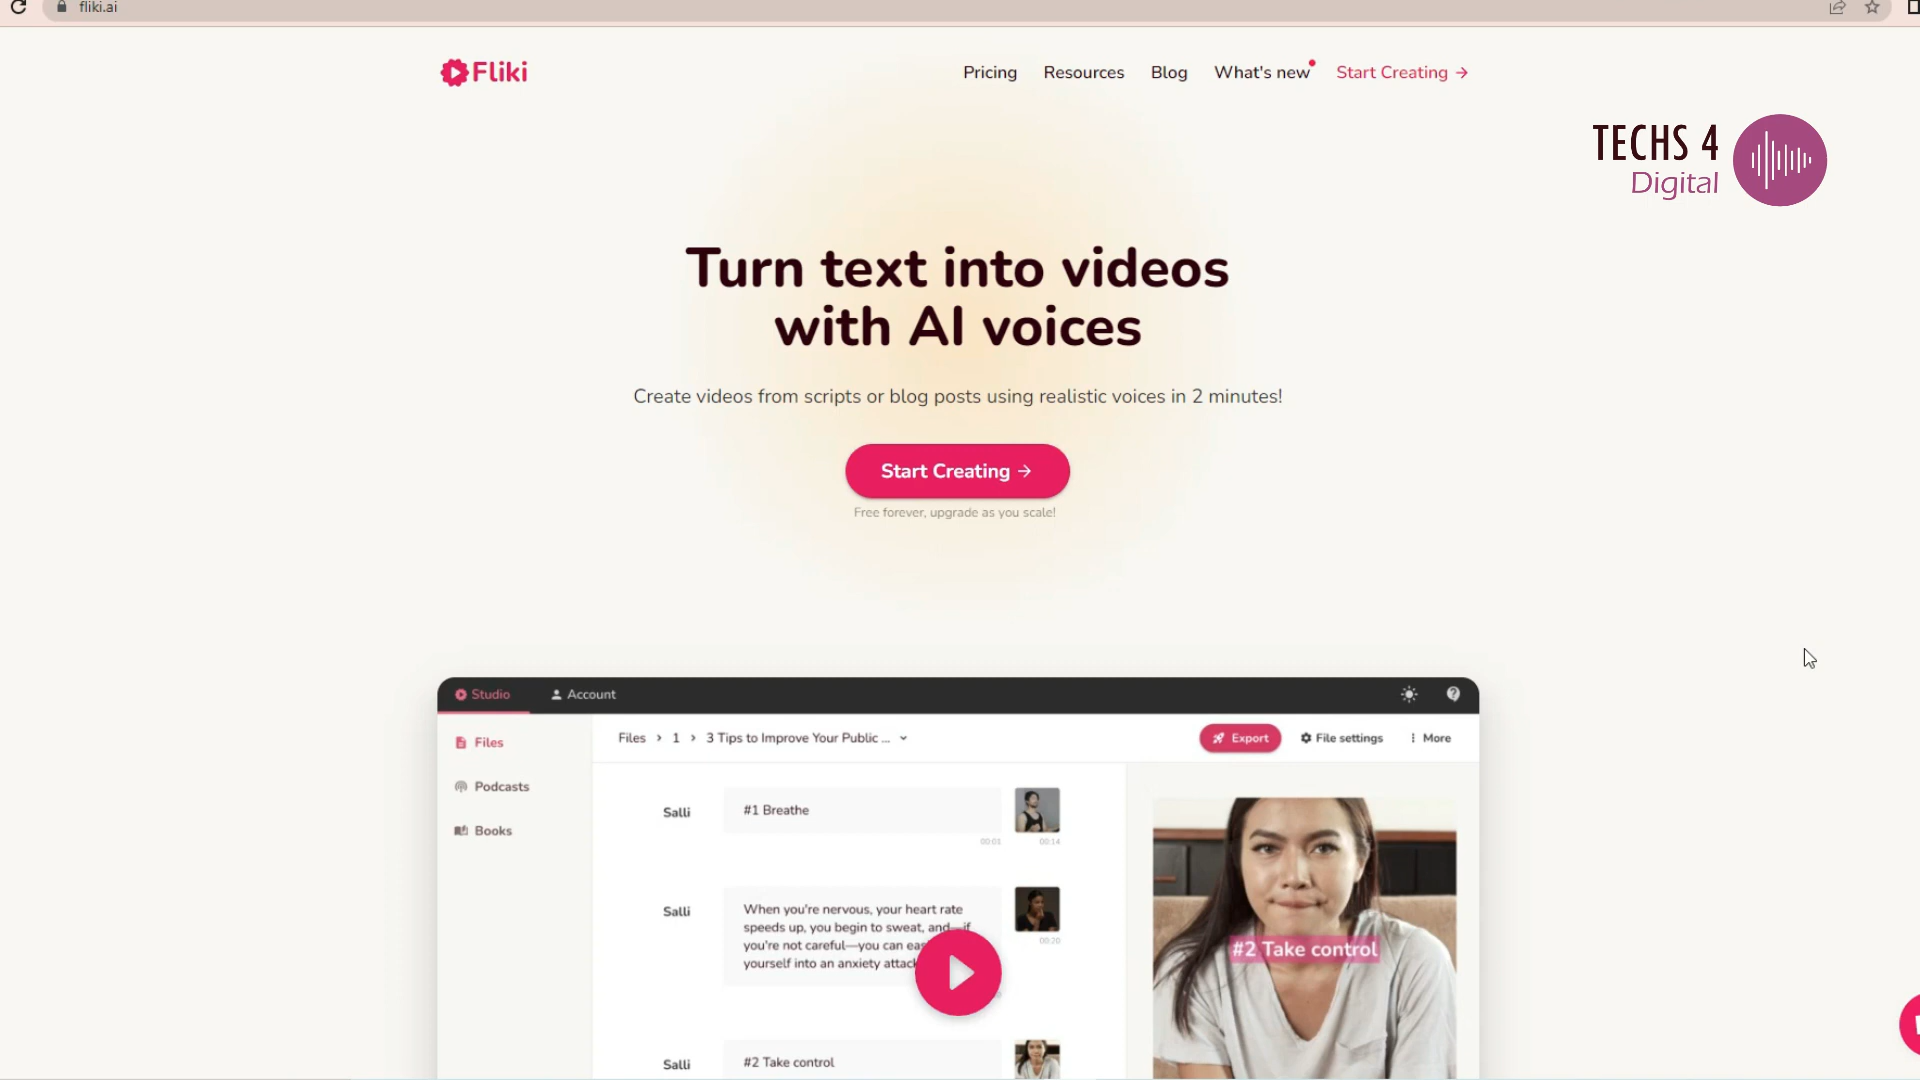 fliki.ai
Fliki
Pricing
Resources
Blog
What's new
Start Creating →
TECHS 4
Digital
Turn text into videos
with AI voices
Create videos from scripts or blog posts using realistic voices in 2 minutes!
Start Creating →
Free forever, upgrade as you scale!
Studio
Account
Files
Podcasts
Books
Files > 1 > 3 Tips to Improve Your Public ...
Export
File settings
More
Salli
#1 Breathe
00:14
Salli
When you're nervous, your heart rate
speeds up, you begin to sweat, and—if
you're not careful—you can
yourself into an anxiety
00:20
Salli
#2 Take control
#2 Take control